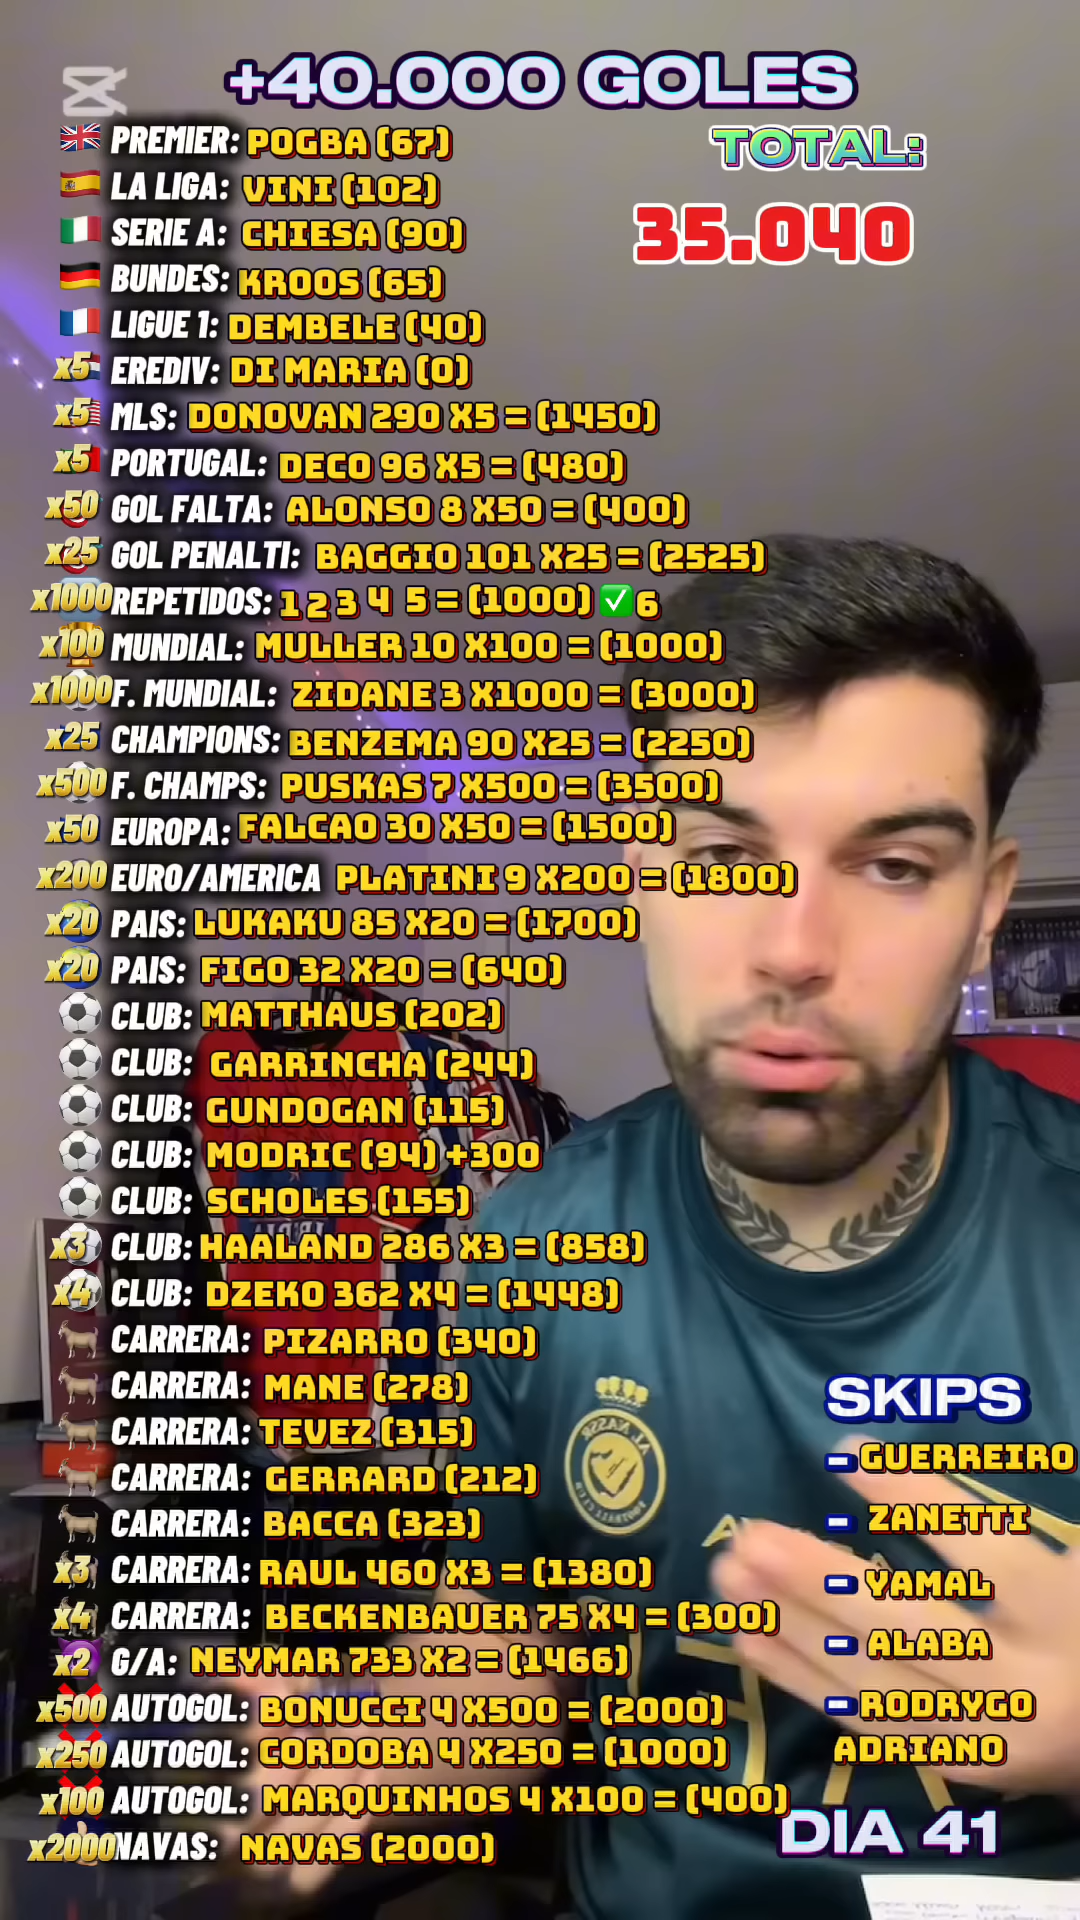 +40.000 GOLES
TOTAL:
35.040
PREMIER: POGBA (67)
LA LIGA: VINI (102)
SERIE A: CHIESA (90)
BUNDES: KROOS (65)
LIGUE 1: DEMBELE (40)
x5 EREDIV: DI MARIA (0)
x5 MLS: DONOVAN 290 X5 = (1450)
x5 PORTUGAL: DECO 96 X5 = (480)
x50 GOL FALTA: ALONSO 8 X50 = (400)
x25 GOL PENALTI: BAGGIO 101 X25 = (2525)
x1000 REPETIDOS: 1 2 3 4 5 = (1000) ✅ 6
x100 MUNDIAL: MULLER 10 X100 = (1000)
x1000 F. MUNDIAL: ZIDANE 3 X1000 = (3000)
x25 CHAMPIONS: BENZEMA 90 X25 = (2250)
x500 F. CHAMPS: PUSKAS 7 X500 = (3500)
x50 EUROPA: FALCAO 30 X50 = (1500)
x200 EURO/AMERICA PLATINI 9 X200 = (1800)
x20 PAIS: LUKAKU 85 X20 = (1700)
x20 PAIS: FIGO 32 X20 = (640)
CLUB: MATTHAUS (202)
CLUB: GARRINCHA (244)
CLUB: GUNDOGAN (115)
CLUB: MODRIC (94) +300
CLUB: SCHOLES (155)
x3 CLUB: HAALAND 286 X3 = (858)
x4 CLUB: DZEKO 362 X4 = (1448)
CARRERA: PIZARRO (340)
CARRERA: MANE (278)
CARRERA: TEVEZ (315)
CARRERA: GERRARD (212)
CARRERA: BACCA (323)
x3 CARRERA: RAUL 460 X3 = (1380)
x4 CARRERA: BECKENBAUER 75 X4 = (300)
x2 G/A: NEYMAR 733 X2 = (1466)
x500 AUTOGOL: BONUCCI 4 X500 = (2000)
x250 AUTOGOL: CORDOBA 4 X250 = (1000)
x100 AUTOGOL: MARQUINHOS 4 X100 = (400)
x2000 NAVAS: NAVAS (2000)
SKIPS
- GUERREIRO
- ZANETTI
- YAMAL
- ALABA
- RODRYGO
ADRIANO
DIA 41
AL NASSR
FOOTBALL CLUB